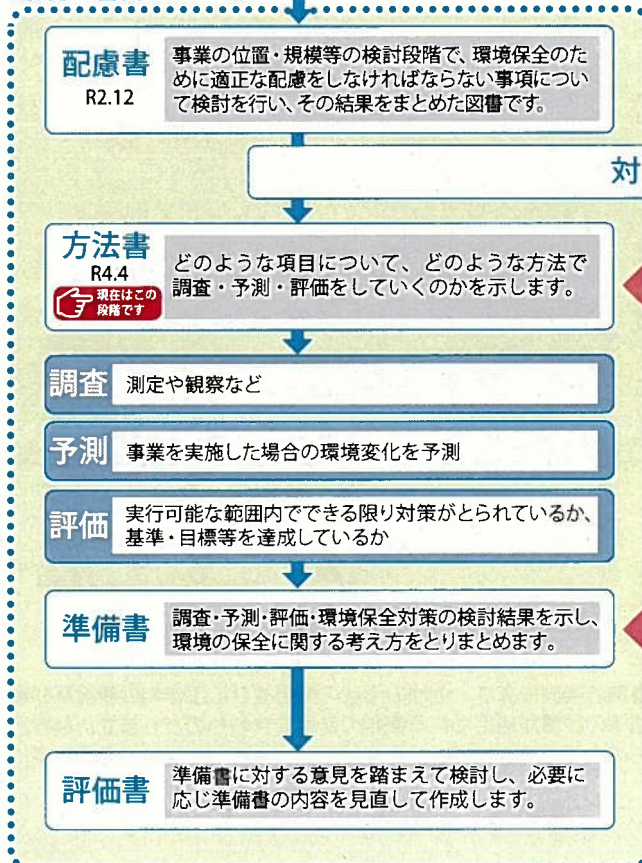 配慮書
R2.12
事業の位置・規模等の検討段階で、環境保全のた
めに適正な配慮をしなければならない事項につい
て検討を行い、その結果をまとめた図書です。
対
方法書
R4.4
現在はこの
段階です
どのような項目について、どのような方法で
調査・予測・評価をしていくのかを示します。
調査
測定や観察など
予測
事業を実施した場合の環境変化を予測
評価
実行可能な範囲内でできる限り対策がとられているか、
基準・目標等を達成しているか
準備書
調査・予測・評価・環境保全対策の検討結果を示し、
環境の保全に関する考え方をとりまとめます。
評価書
準備書に対する意見を踏まえて検討し、必要に
応じ準備書の内容を見直して作成します。